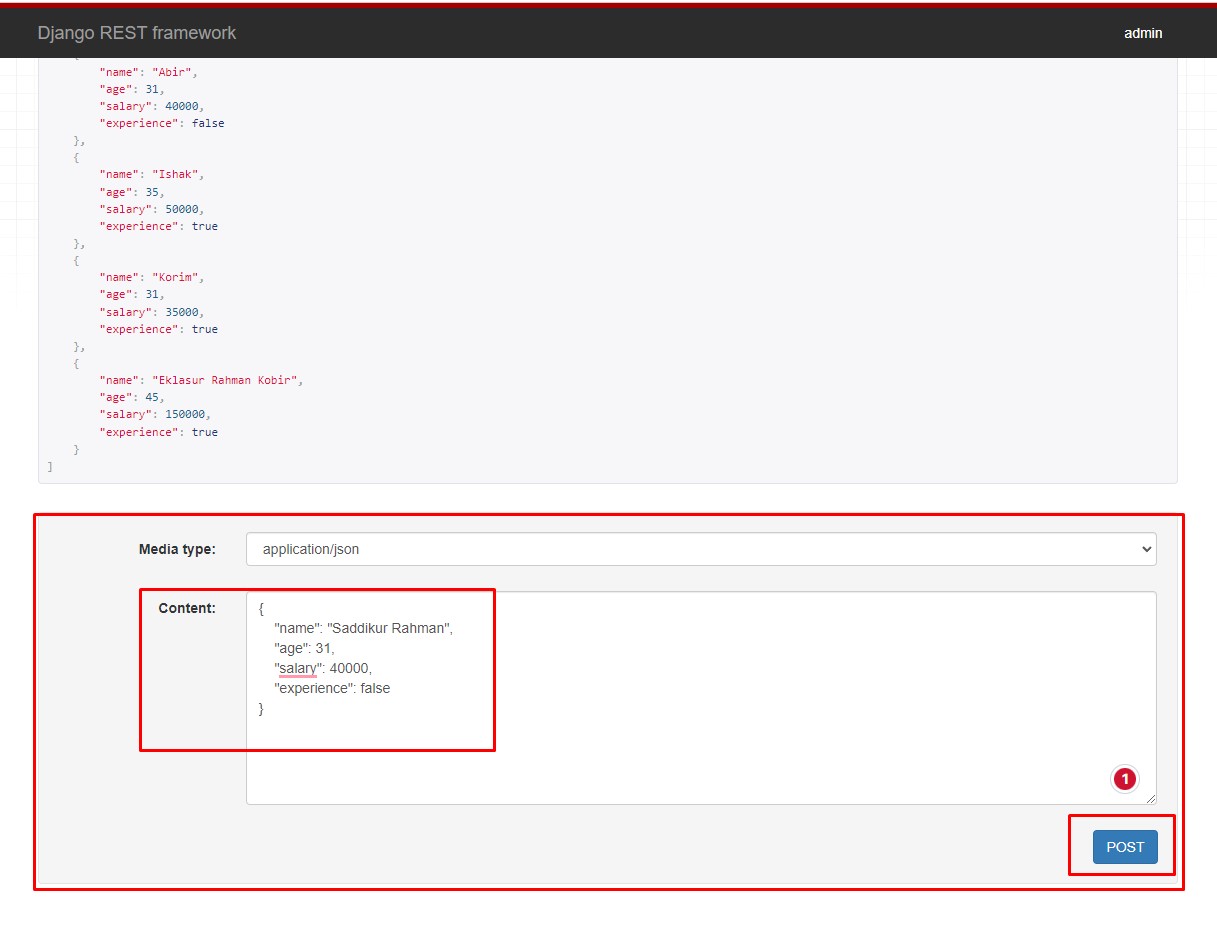 Django REST framework
admin
{
"name": "Abir",
"age": 31,
"salary": 40000,
"experience": false
},
{
"name": "Ishak",
"age": 35,
"salary": 50000,
"experience": true
},
{
"name": "Korim",
"age": 31,
"salary": 35000,
"experience": true
},
{
"name": "Eklasur Rahman Kobir",
"age": 45,
"salary": 150000,
"experience": true
}
]
Media type:
application/json
Content:
{
"name": "Saddikur Rahman",
"age": 31,
"salary": 40000,
"experience": false
}
1
POST